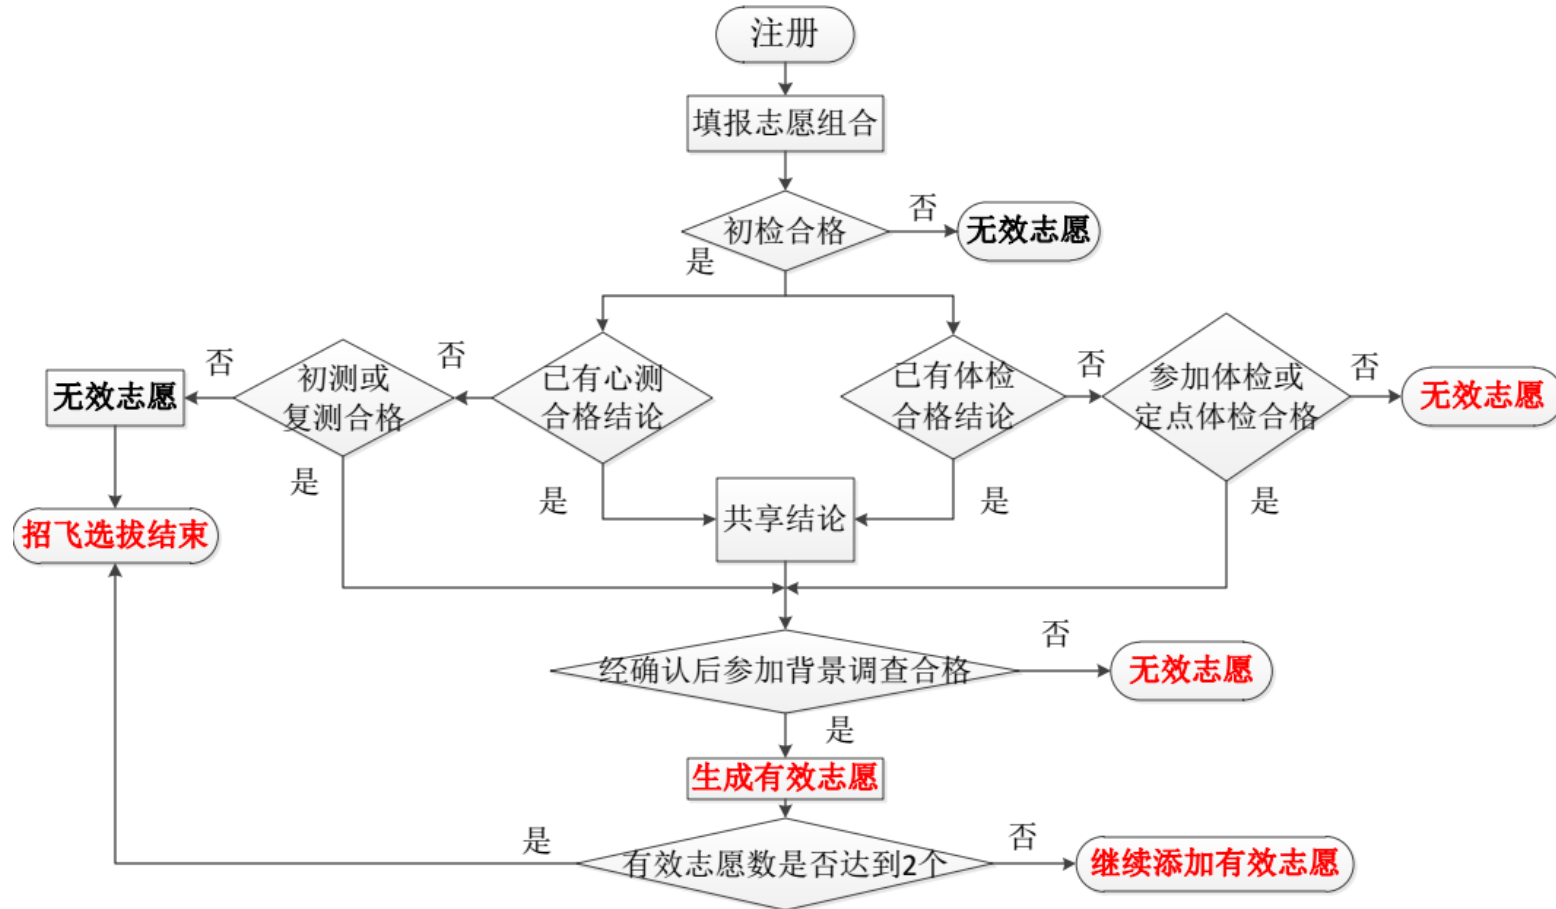 注册
填报志愿组合
初检合格
否
无效志愿
是
无效志愿
否
初测或
复测合格
否
已有心测
合格结论
已有体检
合格结论
否
参加体检或
定点体检合格
否
无效志愿
是
是
共享结论
是
是
招飞选拔结束
经确认后参加背景调查合格
否
无效志愿
是
生成有效志愿
是
有效志愿数是否达到2个
否
继续添加有效志愿